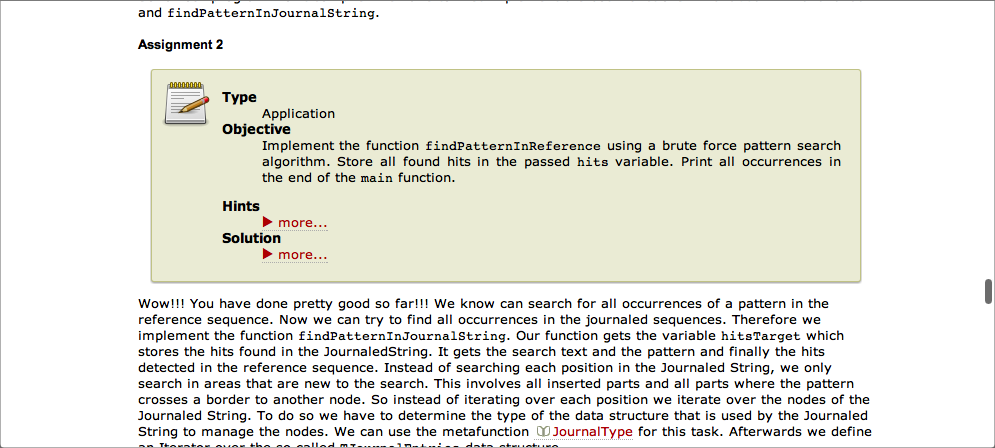 and findPatternInJournalString.
Assignment 2
Type
Application
Objective
Implement the function findPatternInReference using a brute force pattern search
algorithm. Store all found hits in the passed hits variable. Print all occurrences in
the end of the main function.
Hints
more...
Solution
more...
Wow!!! You have done pretty good so far!!! We know can search for all occurrences of a pattern in the
reference sequence. Now we can try to find all occurrences in the journaled sequences. Therefore we
implement the function findPatternInJournalString. Our function gets the variable hitsTarget which
stores the hits found in the JournaledString. It gets the search text and the pattern and finally the hits
detected in the reference sequence. Instead of searching each position in the Journaled String, we only
search in areas that are new to the search. This involves all inserted parts and all parts where the pattern
crosses a border to another node. So instead of iterating over each position we iterate over the nodes of the
Journaled String. To do so we have to determine the type of the data structure that is used by the Journaled
String to manage the nodes. We can use the metafunction JournalType for this task. Afterwards we define
an Iterator over the so called TJournalEntries data structure.